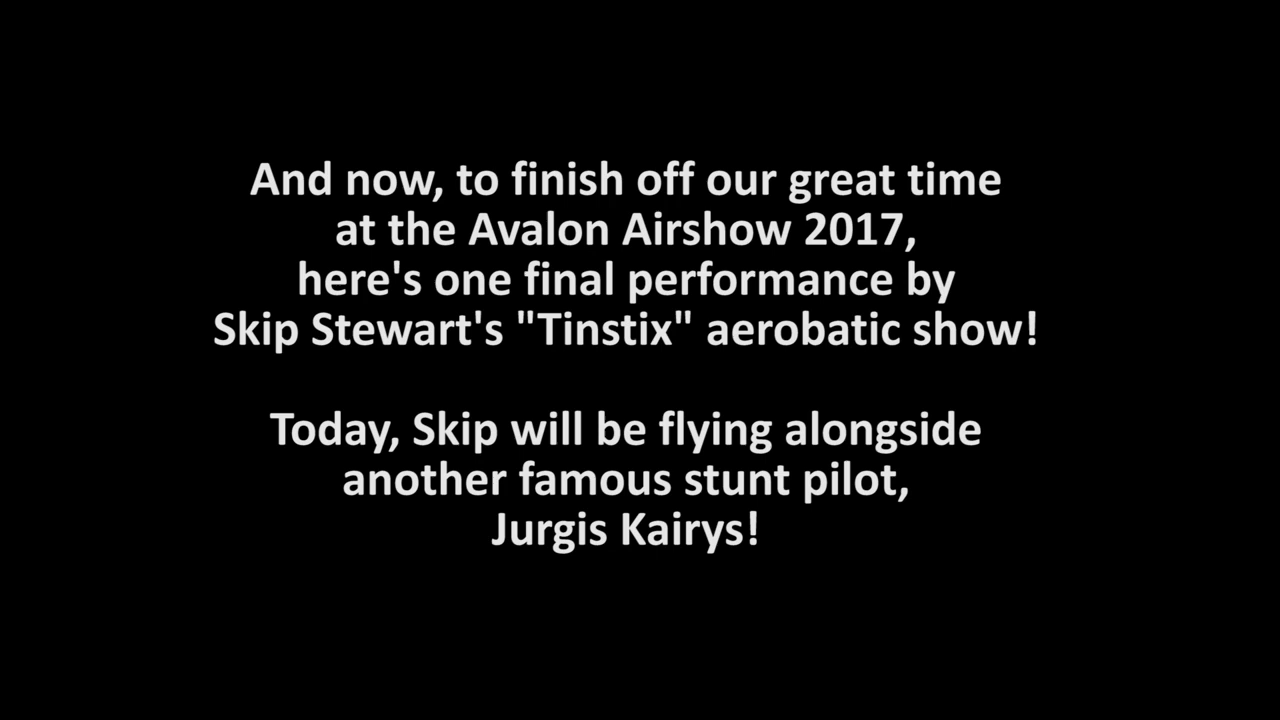 And now, to finish off our great time
at the Avalon Airshow 2017,
here's one final performance by
Skip Stewart's "Tinstix" aerobatic show!
Today, Skip will be flying alongside
another famous stunt pilot,
Jurgis Kairys!